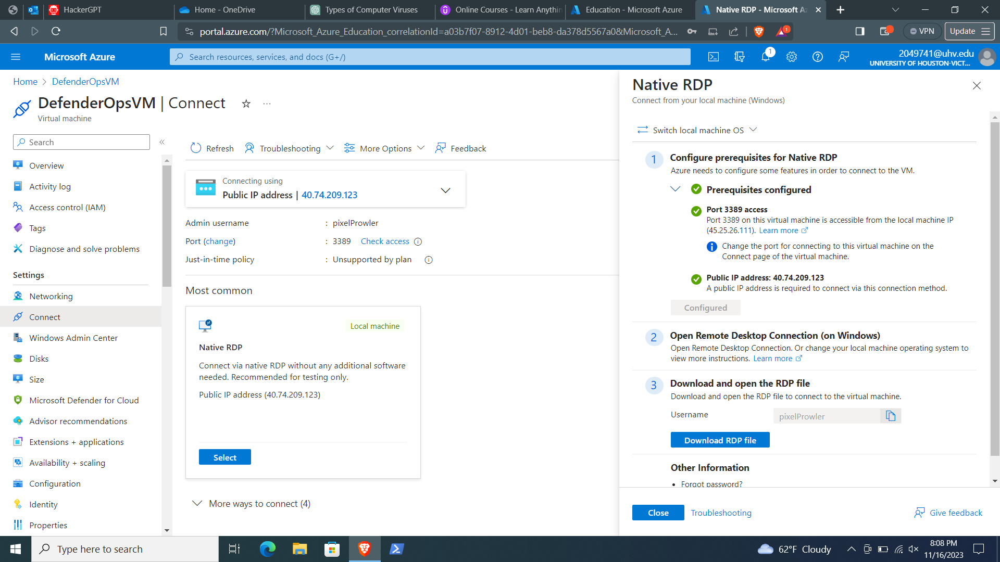 HackerGPT
Home - OneDrive
Types of Computer Viruses
Online Courses - Learn Anythin
Education - Microsoft Azure
Native RDP - Microsoft Az
portal.azure.com/?Microsoft_Azure_Education_correlationId=a03b7f07-8912-4d01-beb8-da378d5567a0&Microsoft_A...
1
VPN
Update
Microsoft Azure
Search resources, services, and docs (G+/)
1
2049741@uhv.edu
UNIVERSITY OF HOUSTON-VICT...
Home > DefenderOpsVM
DefenderOpsVM | Connect
Virtual machine
Search
Overview
Activity log
Access control (IAM)
Tags
Diagnose and solve problems
Settings
Networking
Connect
Windows Admin Center
Disks
Size
Microsoft Defender for Cloud
Advisor recommendations
Extensions + applications
Availability + scaling
Configuration
Identity
Properties
Refresh
Troubleshooting
More Options
Feedback
Connecting using
Public IP address | 40.74.209.123
Admin username : pixelProwler
Port (change) : 3389 Check access
Just-in-time policy : Unsupported by plan
Most common
Local machine
Native RDP
Connect via native RDP without any additional software
needed. Recommended for testing only.
Public IP address (40.74.209.123)
Select
More ways to connect (4)
Native RDP
Connect from your local machine (Windows)
Switch local machine OS
1 Configure prerequisites for Native RDP
Azure needs to configure some features in order to connect to the VM.
Prerequisites configured
Port 3389 access
Port 3389 on this virtual machine is accessible from the local machine IP
(45.25.26.111). Learn more
Change the port for connecting to this virtual machine on the
Connect page of the virtual machine.
Public IP address: 40.74.209.123
A public IP address is required to connect via this connection method.
Configured
2 Open Remote Desktop Connection (on Windows)
Open Remote Desktop Connection. Or change your local machine operating system to
view more instructions. Learn more
3 Download and open the RDP file
Download and open the RDP file to connect to the virtual machine.
Username
pixelProwler
Download RDP file
Other Information
• Forgot password?
Close
Troubleshooting
Give feedback
Type here to search
62°F Cloudy
8:08 PM
11/16/2023